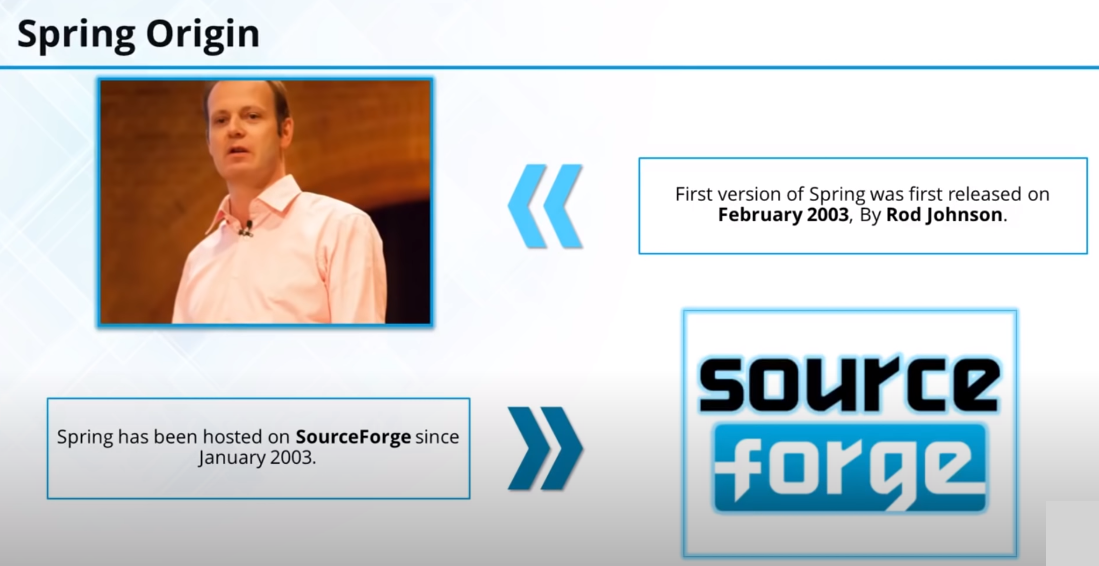 Spring Origin
First version of Spring was first released on
February 2003, By Rod Johnson.
Spring has been hosted on SourceForge since
January 2003.
source
forge